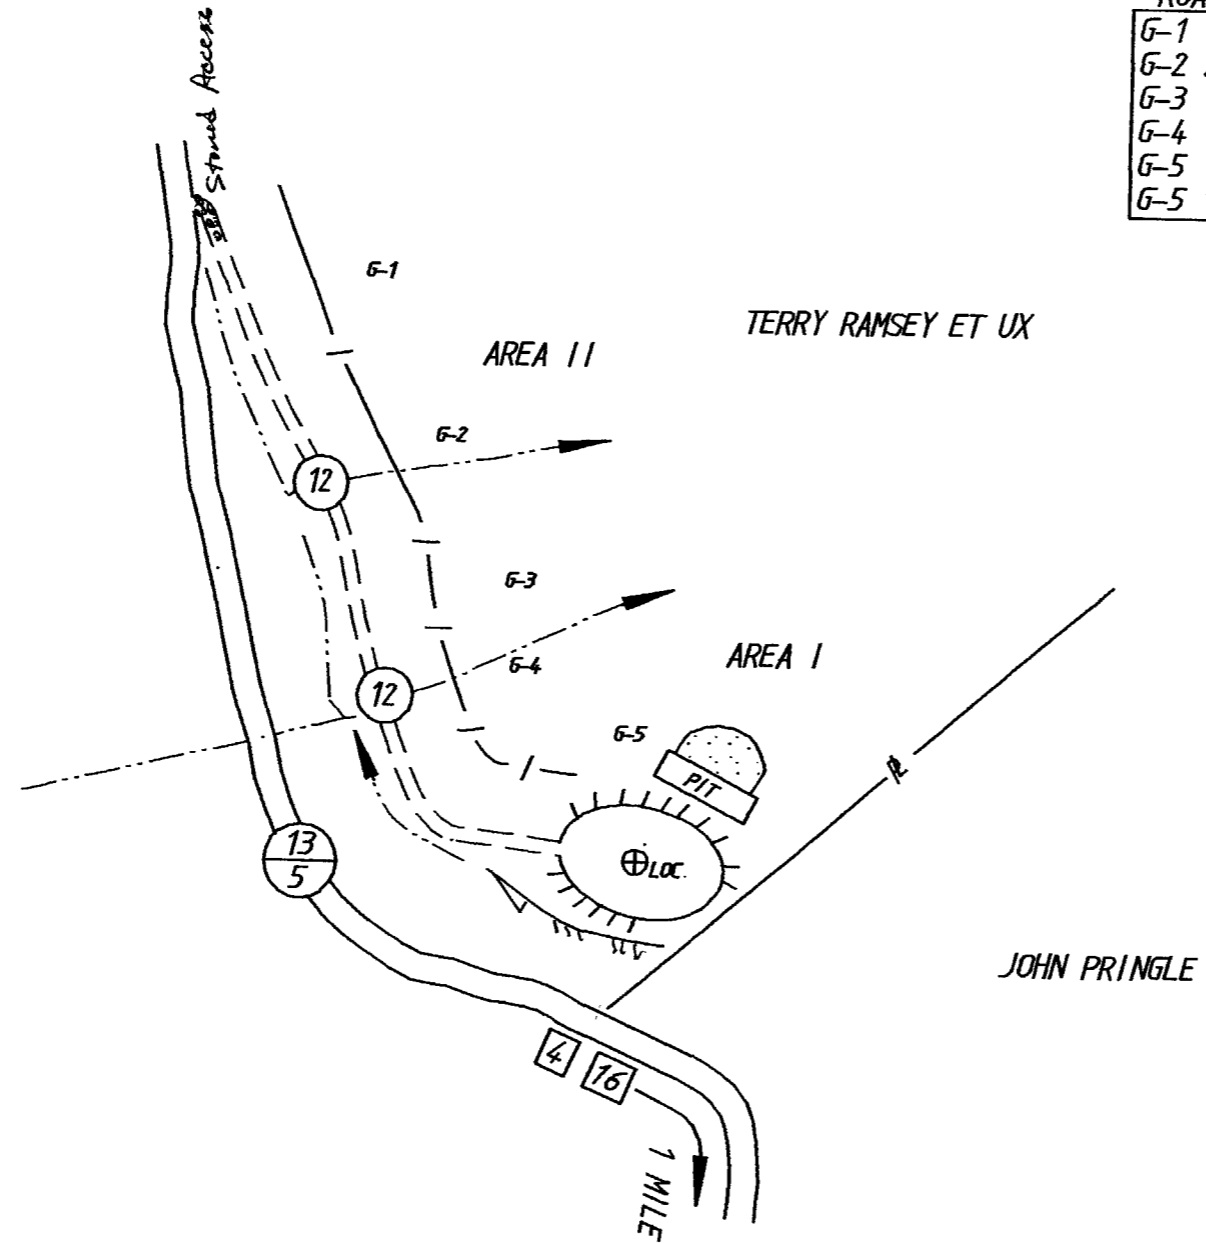 G-1
G-2
G-3
G-4
G-5
G-5
Stoned Access
G-1
TERRY RAMSEY ET UX
AREA II
G-2
12
G-3
AREA I
G-4
12
G-5
PIT
13
5
LOC.
JOHN PRINGLE
4
16
1 MILE